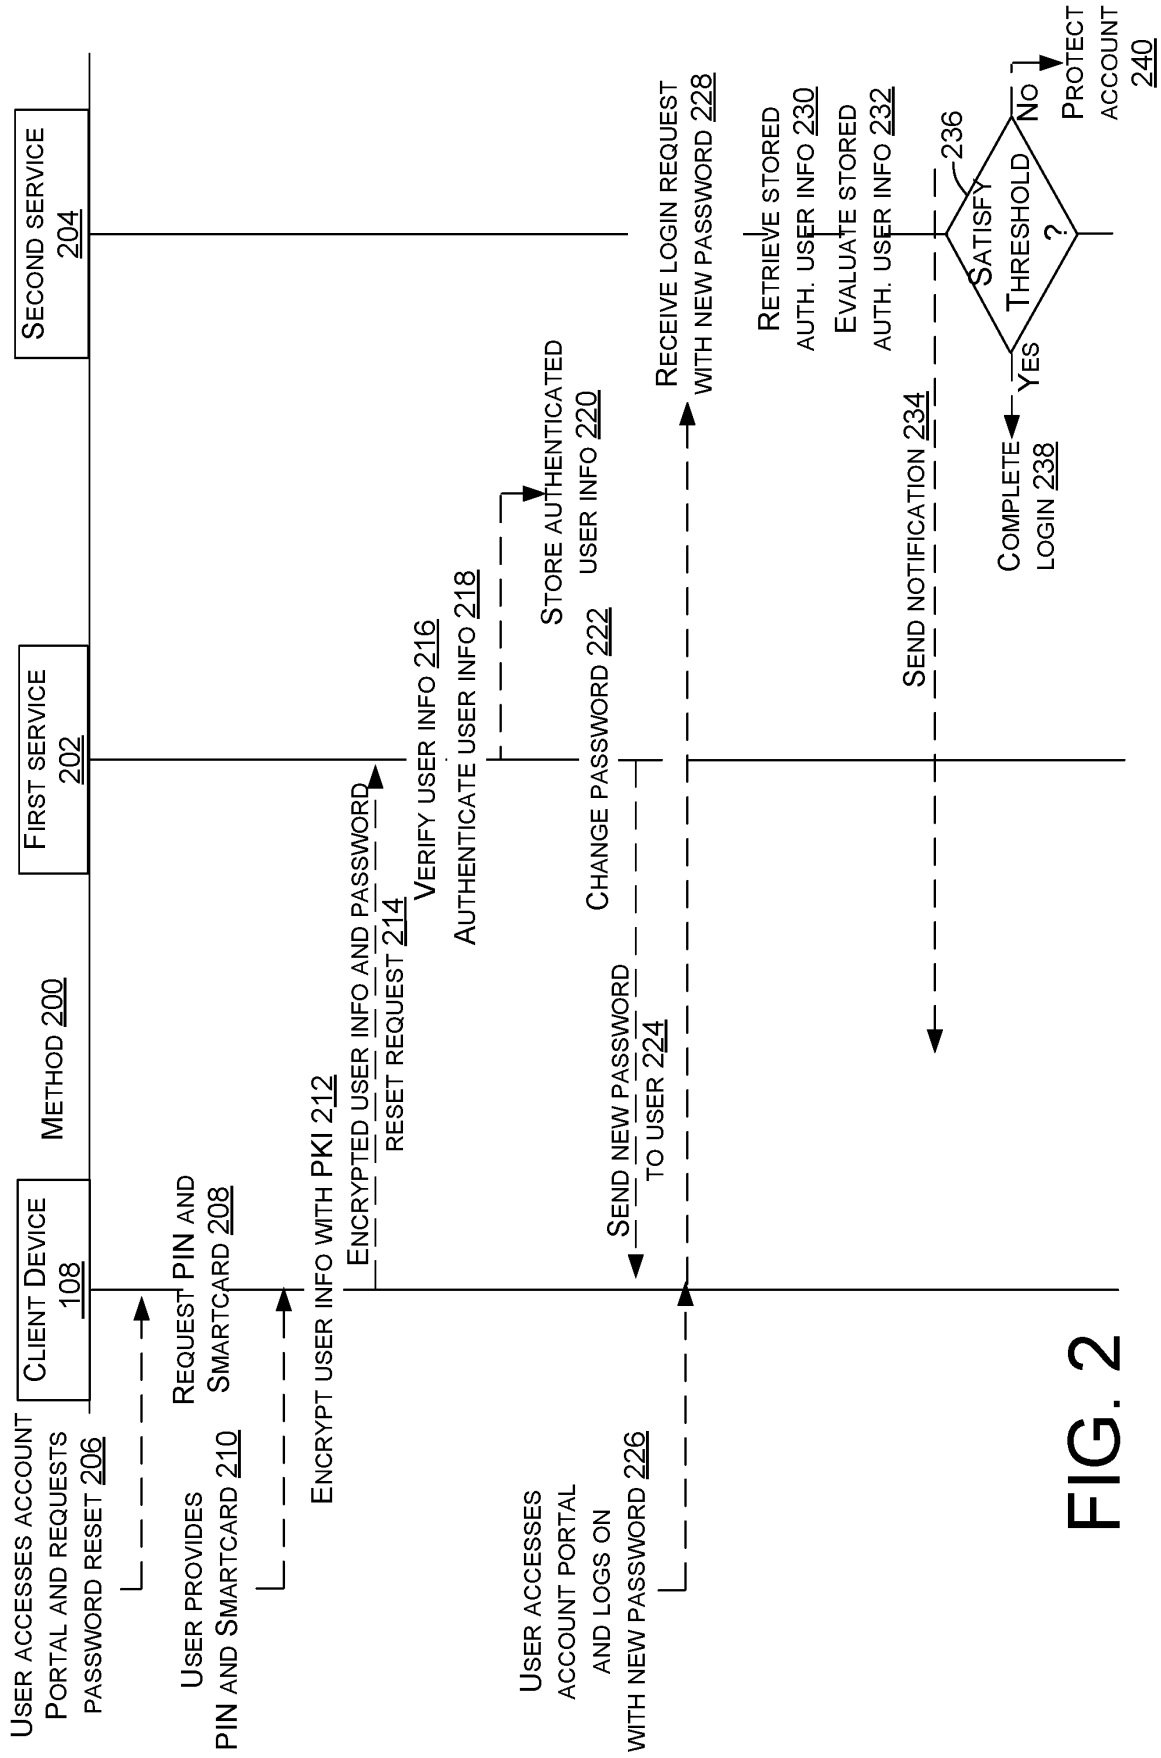 CLIENT DEVICE
108
METHOD 200
FIRST SERVICE
202
SECOND SERVICE
204
USER ACCESSES ACCOUNT
PORTAL AND REQUESTS
PASSWORD RESET 206
REQUEST PIN AND
SMARTCARD 208
USER PROVIDES
PIN AND SMARTCARD 210
ENCRYPT USER INFO WITH PKI 212
ENCRYPTED USER INFO AND PASSWORD
RESET REQUEST 214
VERIFY USER INFO 216
AUTHENTICATE USER INFO 218
STORE AUTHENTICATED
USER INFO 220
CHANGE PASSWORD 222
SEND NEW PASSWORD
TO USER 224
USER ACCESSES
ACCOUNT PORTAL
AND LOGS ON
WITH NEW PASSWORD 226
RECEIVE LOGIN REQUEST
WITH NEW PASSWORD 228
RETRIEVE STORED
AUTH. USER INFO 230
EVALUATE STORED
AUTH. USER INFO 232
SEND NOTIFICATION 234
236
SATISFY
THRESHOLD
?
YES
NO
COMPLETE
LOGIN 238
PROTECT
ACCOUNT
240
FIG. 2